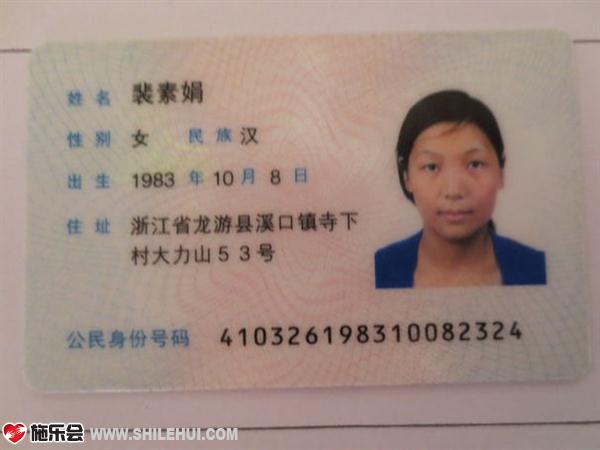 姓名 裴素娟
性别 女 民族 汉
出生 1983 年 10 月 8 日
住址 浙江省龙游县溪口镇寺下
村大力山53号
公民身份号码 410326198310082324
施乐会 WWW.SHILEHUI.COM